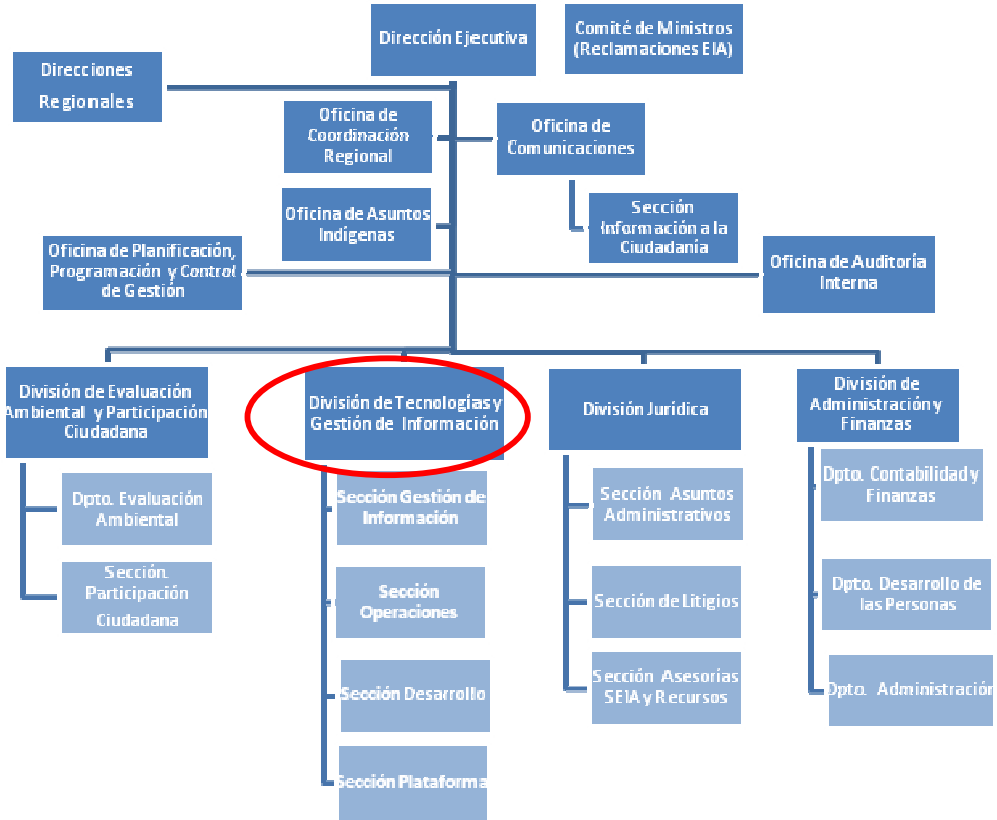 Dirección Ejecutiva
Comité de Ministros
(Reclamaciones EIA)
Direcciones
Regionales
Oficina de
Coordinación
Regional
Oficina de
Comunicaciones
Oficina de Asuntos
Indígenas
Sección
Información a la
Ciudadanía
Oficina de Planificación,
Programación y Control
de Gestión
Oficina de Auditoría
Interna
División de Evaluación
Ambiental y Participación
Ciudadana
División de Tecnologías y
Gestión de Información
División Jurídica
División de
Administración y
Finanzas
Dpto. Evaluación
Ambiental
Sección
Participación
Ciudadana
Sección Gestión de
Información
Sección
Operaciones
Sección Desarrollo
Sección Plataforma
Sección Asuntos
Administrativos
Sección de Litigios
Sección Asesorías
SEIA y Recursos
Dpto. Contabilidad y
Finanzas
Dpto. Desarrollo de
las Personas
Dpto. Administración